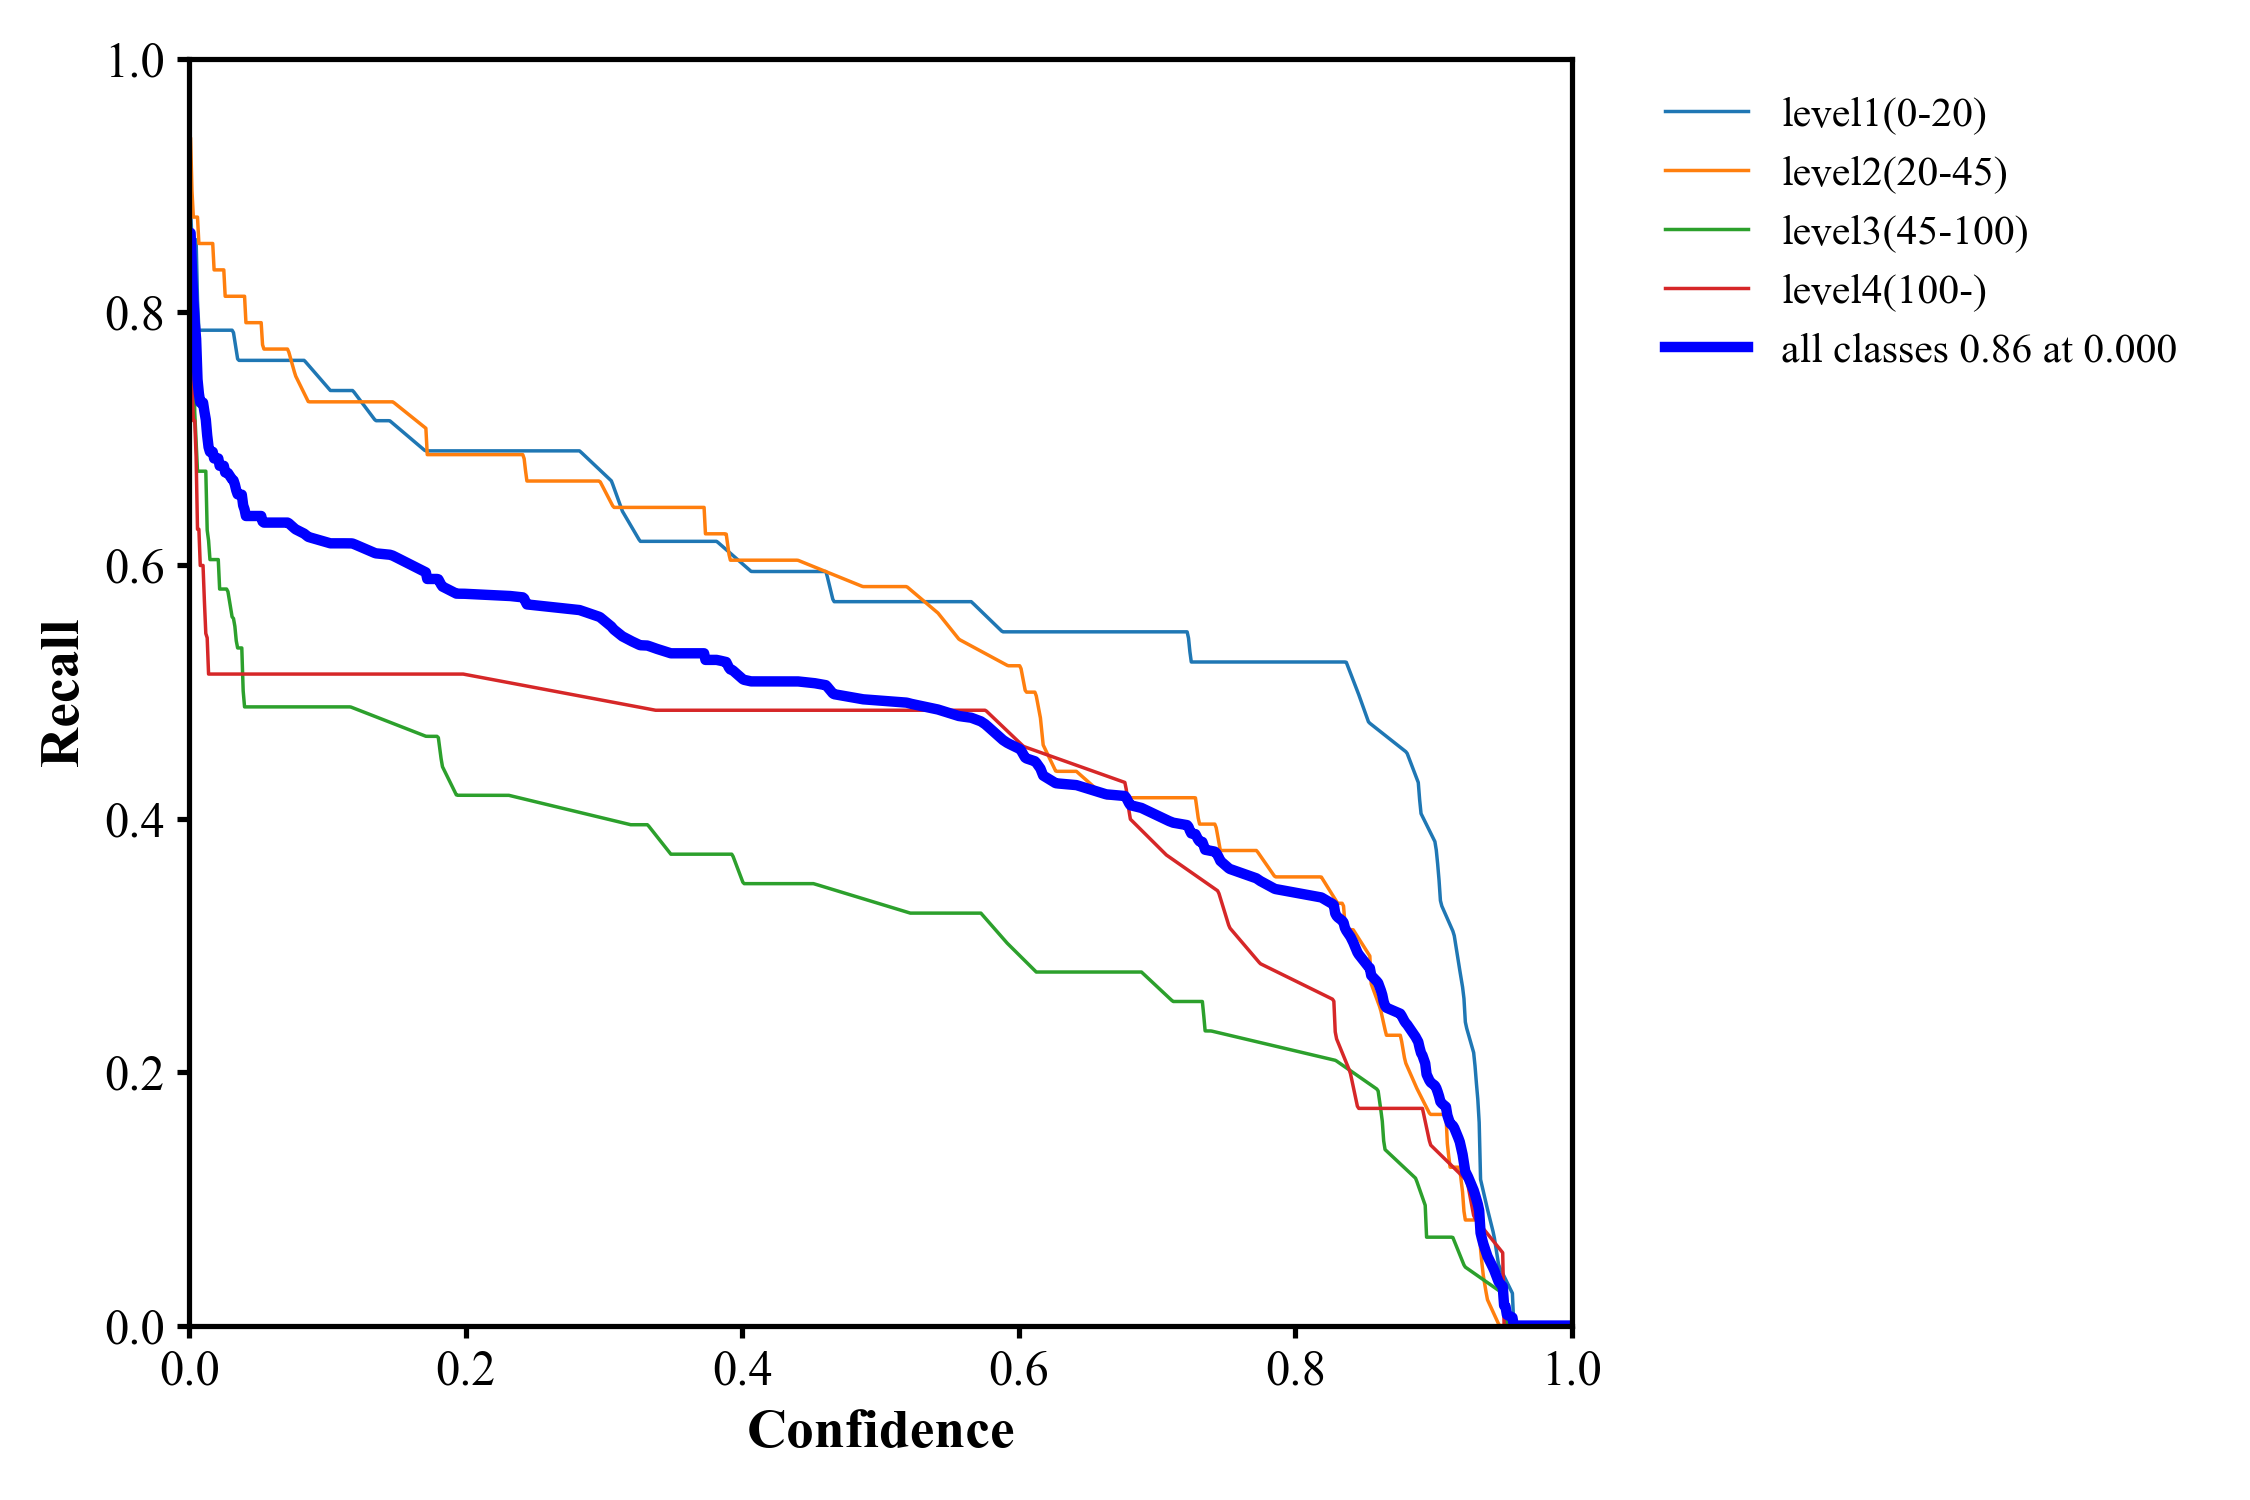 1.0
0.8
0.6
0.4
0.2
0.0
0.0 0.2 0.4 0.6 0.8 1.0
Recall
Confidence
level1(0-20)
level2(20-45)
level3(45-100)
level4(100-)
all classes 0.86 at 0.000